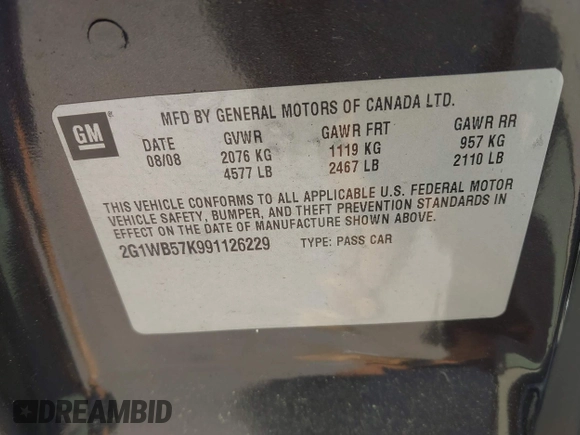 GM
MFD BY GENERAL MOTORS OF CANADA LTD.
DATE GVWR GAWR FRT GAWR RR
08/08 2076 KG 1119 KG 957 KG
4577 LB 2467 LB 2110 LB
THIS VEHICLE CONFORMS TO ALL APPLICABLE U.S. FEDERAL MOTOR
VEHICLE SAFETY, BUMPER, AND THEFT PREVENTION STANDARDS IN
EFFECT ON THE DATE OF MANUFACTURE SHOWN ABOVE.
2G1WB57K991126229 TYPE: PASS CAR
DREAMBID